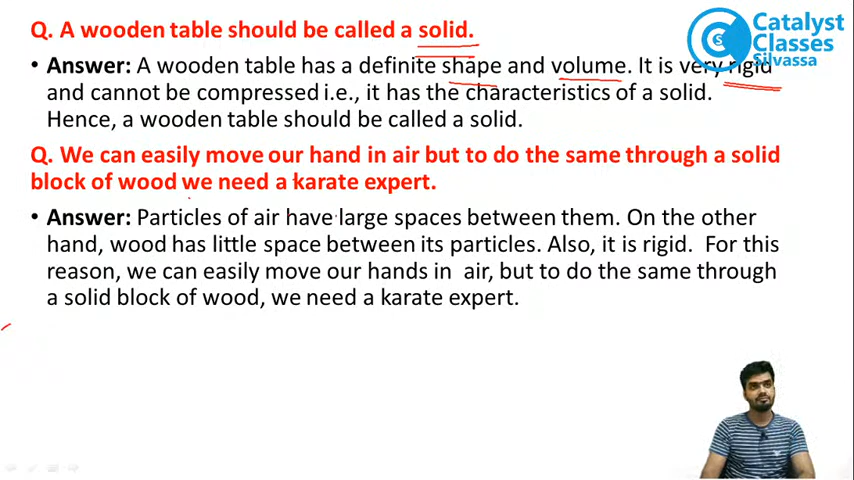 Q. A wooden table should be called a solid.
Catalyst
Classes
Silvassa
• Answer: A wooden table has a definite shape and volume. It is very rigid
and cannot be compressed i.e., it has the characteristics of a solid.
Hence, a wooden table should be called a solid.
Q. We can easily move our hand in air but to do the same through a solid
block of wood we need a karate expert.
• Answer: Particles of air have large spaces between them. On the other
hand, wood has little space between its particles. Also, it is rigid. For this
reason, we can easily move our hands in air, but to do the same through
a solid block of wood, we need a karate expert.